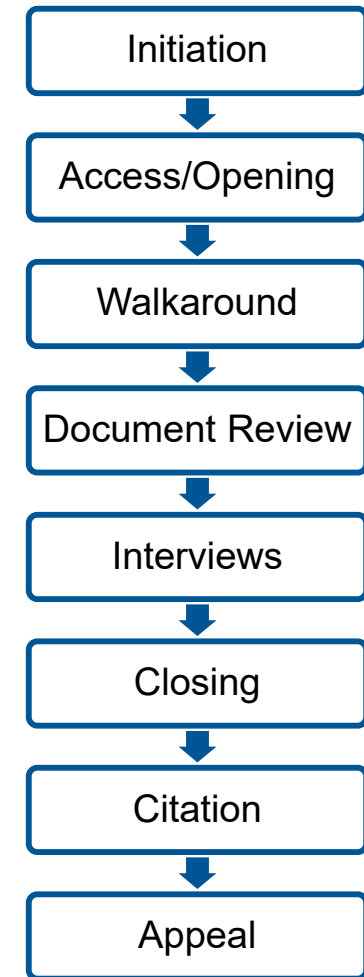 Initiation
Access/Opening
Walkaround
Document Review
Interviews
Closing
Citation
Appeal